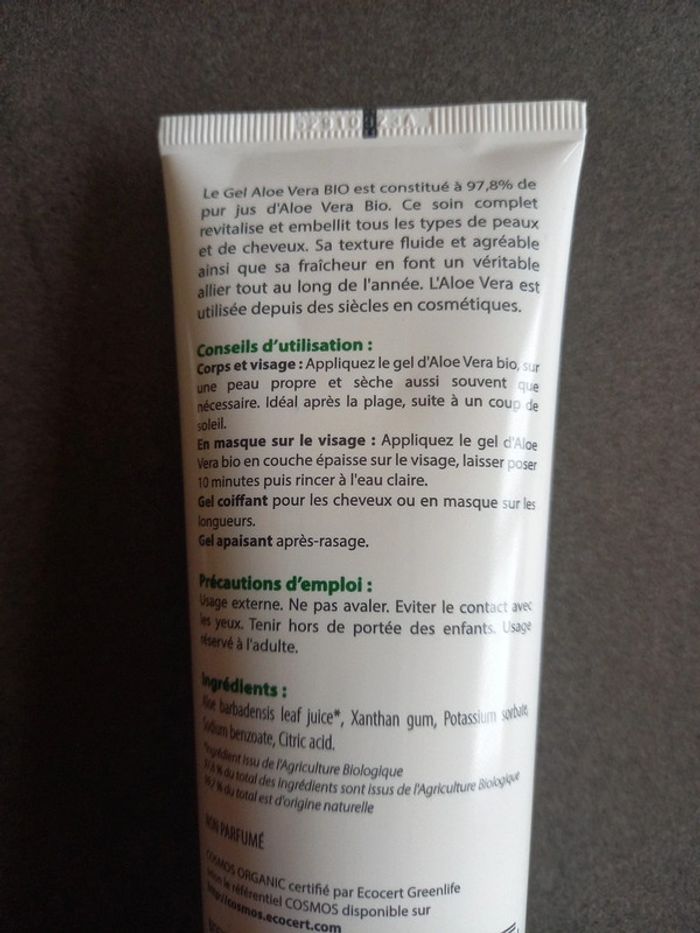 Le Gel Aloe Vera BIO est constitué à 97,8% de
pur jus d'Aloe Vera Bio. Ce soin complet
revitalise et embellit tous les types de peaux
et de cheveux. Sa texture fluide et agréable
ainsi que sa fraîcheur en font un véritable
allier tout au long de l'année. L'Aloe Vera est
utilisée depuis des siècles en cosmétiques.
Conseils d'utilisation :
Corps et visage : Appliquez le gel d'Aloe Vera bio, sur
une peau propre et sèche aussi souvent que
nécessaire. Idéal après la plage, suite à un coup de
soleil.
En masque sur le visage : Appliquez le gel d'Aloe
Vera bio en couche épaisse sur le visage, laisser poser
10 minutes puis rincer à l'eau claire.
Gel coiffant pour les cheveux ou en masque sur les
longueurs.
Gel apaisant après-rasage.
Précautions d'emploi :
Usage externe. Ne pas avaler. Eviter le contact avec
les yeux. Tenir hors de portée des enfants. Usage
réservé à l'adulte.
Ingrédients :
Aloe barbadensis leaf juice*, Xanthan gum, Potassium sorbate,
Sodium benzoate, Citric acid.
*Ingrédient issu de l'Agriculture Biologique
% du total des ingrédients sont issus de l'Agriculture Biologique
% du total est d'origine naturelle
NON PARFUMÉ
COSMOS ORGANIC certifié par Ecocert Greenlife
selon le référentiel COSMOS disponible sur
http://cosmos.ecocert.com